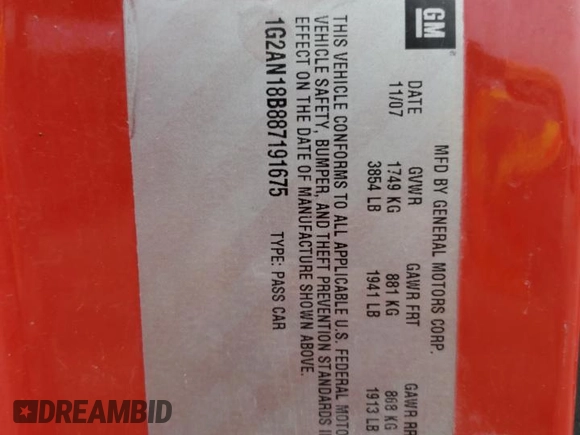 GM
MFD BY GENERAL MOTORS CORP.
DATE GVWR GAWR FRT GAWR RR
11/07 1749 KG 881 KG 868 KG
3854 LB 1941 LB 1913 LB
THIS VEHICLE CONFORMS TO ALL APPLICABLE U.S. FEDERAL MOTO
VEHICLE SAFETY, BUMPER, AND THEFT PREVENTION STANDARDS I
EFFECT ON THE DATE OF MANUFACTURE SHOWN ABOVE.
1G2AN18B887191675 TYPE: PASS CAR
DREAMBID